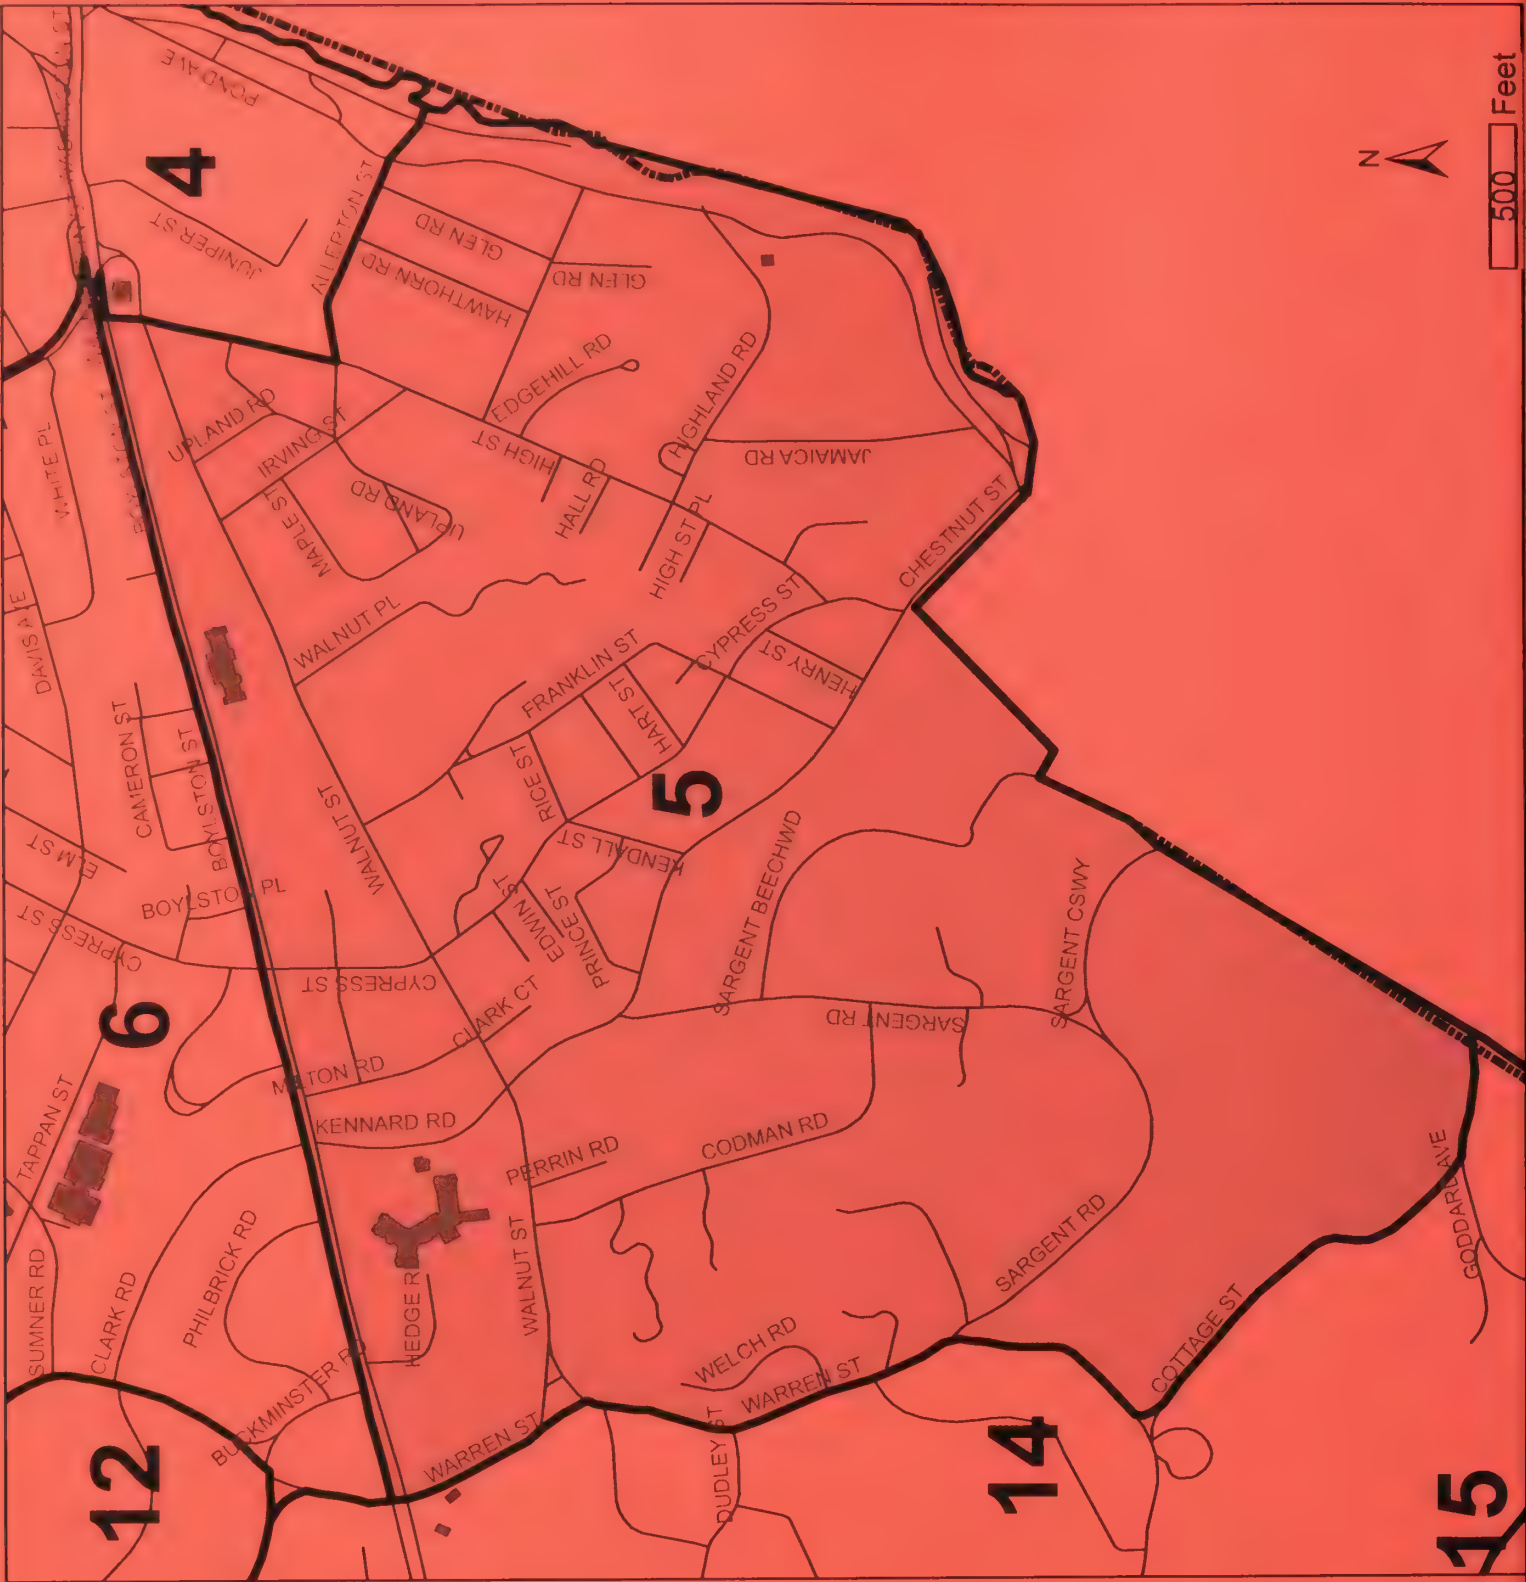 POND AVE
4
JUNIPER ST
ALLERTON ST
GLEN RD
HAWTHORN RD
GLEN RD
N
500 Feet
WHITE PL
UPLAND RD
IRVING ST
MAPLE ST
UPLAND RD
HIGH ST
EDGEHILL RD
HALL RD
HIGHLAND RD
HIGH ST PL
JAMAICA RD
CHESTNUT ST
DAVIS AVE
WALNUT PL
FRANKLIN ST
CYPRESS ST
HENRY ST
HART ST
CAMERON ST
BOYLSTON ST
RICE ST
5
KENDALL ST
ELM ST
WALNUT ST
BOYLSTON PL
CYPRESS ST
CYPRESS ST
EDWIN ST
PRINCE ST
SARGENT BEECHWD
SARGENT CSWY
6
CLARK CT
SARGENT RD
MILTON RD
KENNARD RD
TAPPAN ST
PERRIN RD
CODMAN RD
SUMNER RD
CLARK RD
PHILBRICK RD
HEDGE R
WALNUT ST
SARGENT RD
GODDARD AVE
BUCKMINSTER RD
WELCH RD
WARREN ST
COTTAGE ST
12
WARREN ST
DUDLEY ST
14
15